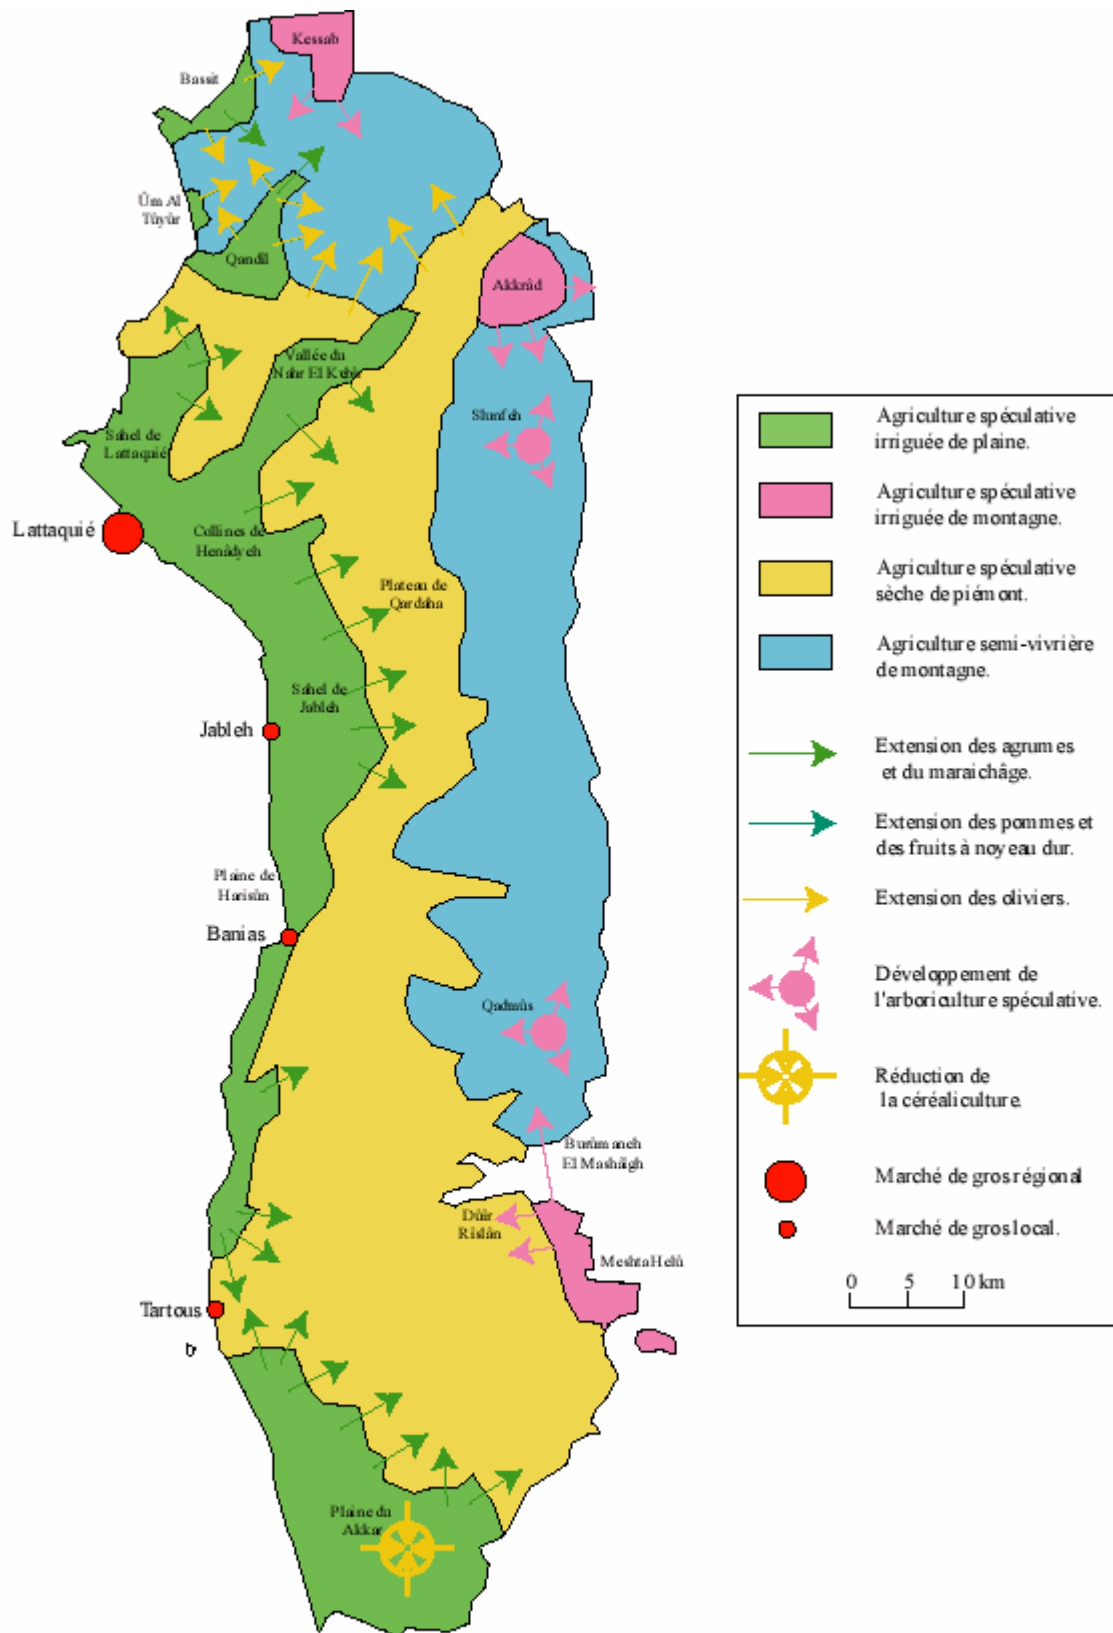 Kessab
Bassit
Ûm Al
Tûyûr
Qandîl
Akkrâd
Vallée du
Nahr El Kebîr
Slunfeh
Sahel de
Lattaquié
Lattaquié
Collines de
Henâdyeh
Plateau de
Qardaha
Sahel de
Jableh
Jableh
Plaine de
Harisûn
Banias
Qadmûs
Burûmaneh
El Mashâigh
Dûir
Rislân
Meshta Helû
Tartous
Plaine du
Akkar
Agriculture spéculative
irriguée de plaine.
Agriculture spéculative
irriguée de montagne.
Agriculture spéculative
sèche de piémont.
Agriculture semi-vivrière
de montagne.
Extension des agrumes
et du maraichâge.
Extension des pommes et
des fruits à noyeau dur.
Extension des oliviers.
Développement de
l'arboriculture spéculative.
Réduction de
la céréaliculture.
Marché de gros régional
Marché de gros local.
0 5 10 km